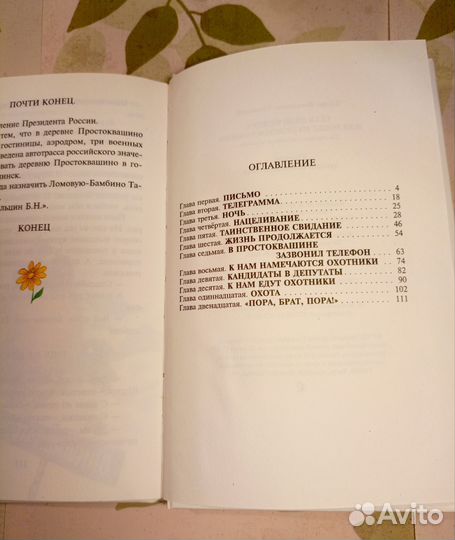 ПОЧТИ КОНЕЦ.
ление Президента России.
тем, что в деревне Простоквашино
гостиницы, аэродром, три военных
ведена автотрасса российского значе-
овать деревню Простоквашино в го-
инск.
да назначить Ломовую-Бамбино Та-
льцин Б.Н.».
КОНЕЦ
ОГЛАВЛЕНИЕ
Глава первая. ПИСЬМО 4
Глава вторая. ТЕЛЕГРАММА 18
Глава третья. НОЧЬ 25
Глава четвёртая. НАЦЕЛИВАНИЕ 28
Глава пятая. ТАИНСТВЕННОЕ СВИДАНИЕ 46
Глава шестая. ЖИЗНЬ ПРОДОЛЖАЕТСЯ 54
Глава седьмая. В ПРОСТОКВАШИНЕ
ЗАЗВОНИЛ ТЕЛЕФОН 63
Глава восьмая. К НАМ НАМЕЧАЮТСЯ ОХОТНИКИ 74
Глава девятая. КАНДИДАТЫ В ДЕПУТАТЫ 82
Глава десятая. К НАМ ЕДУТ ОХОТНИКИ 90
Глава одиннадцатая. ОХОТА 102
Глава двенадцатая. «ПОРА, БРАТ, ПОРА!» 111
Avito